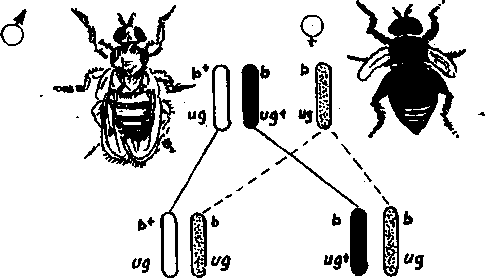 ♂ ♀
b⁺ b b
ug ug⁺ ug
b⁺ b b b
ug ug ug⁺ ug